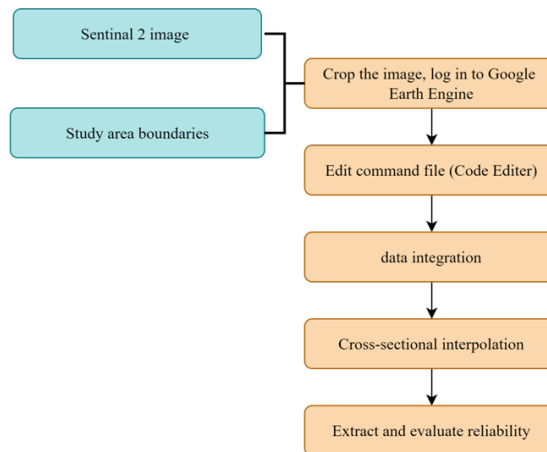 Sentinal 2 image
Study area boundaries
Crop the image, log in to Google
Earth Engine
Edit command file (Code Editer)
data integration
Cross-sectional interpolation
Extract and evaluate reliability